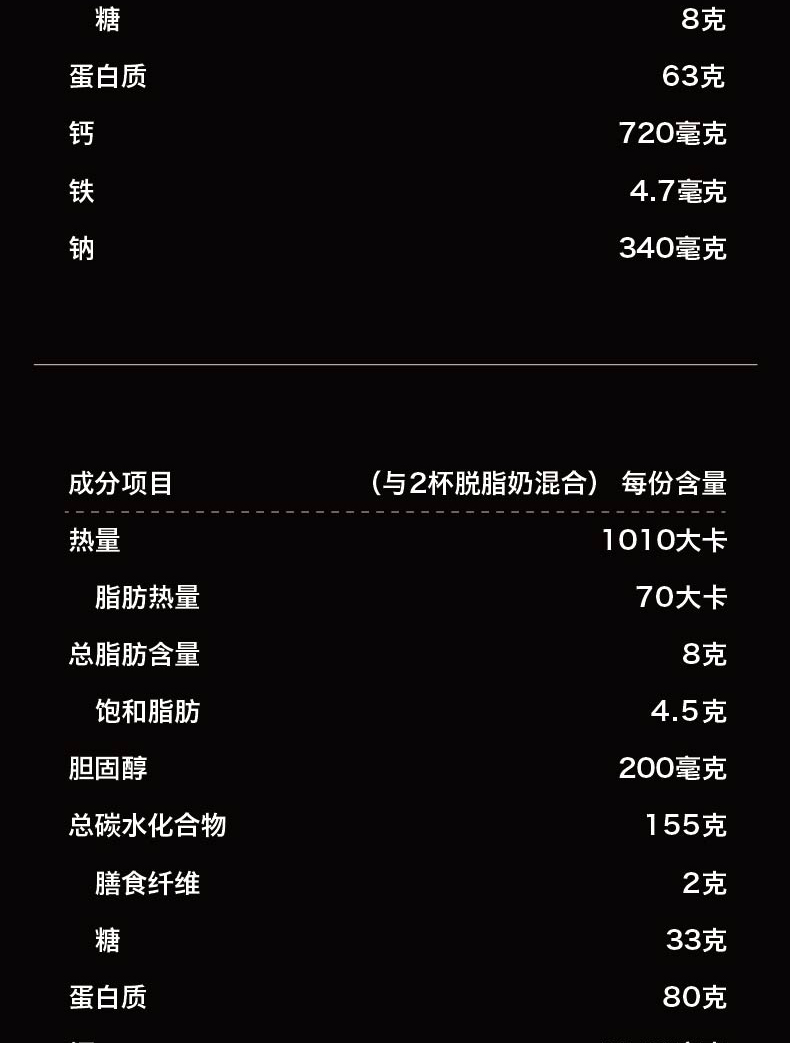 糖 8克
蛋白质 63克
钙 720毫克
铁 4.7毫克
钠 340毫克
成分项目 （与2杯脱脂奶混合） 每份含量
热量 1010大卡
脂肪热量 70大卡
总脂肪含量 8克
饱和脂肪 4.5克
胆固醇 200毫克
总碳水化合物 155克
膳食纤维 2克
糖 33克
蛋白质 80克